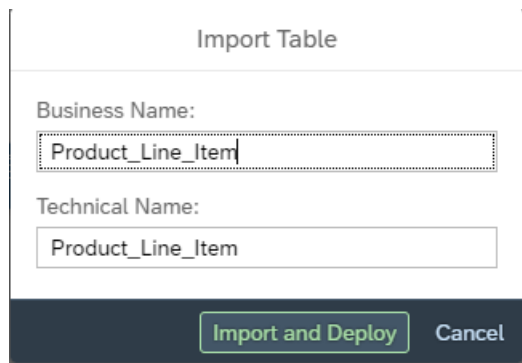 Import Table
Business Name:
Product_Line_Item
Technical Name:
Product_Line_Item
Import and Deploy Cancel